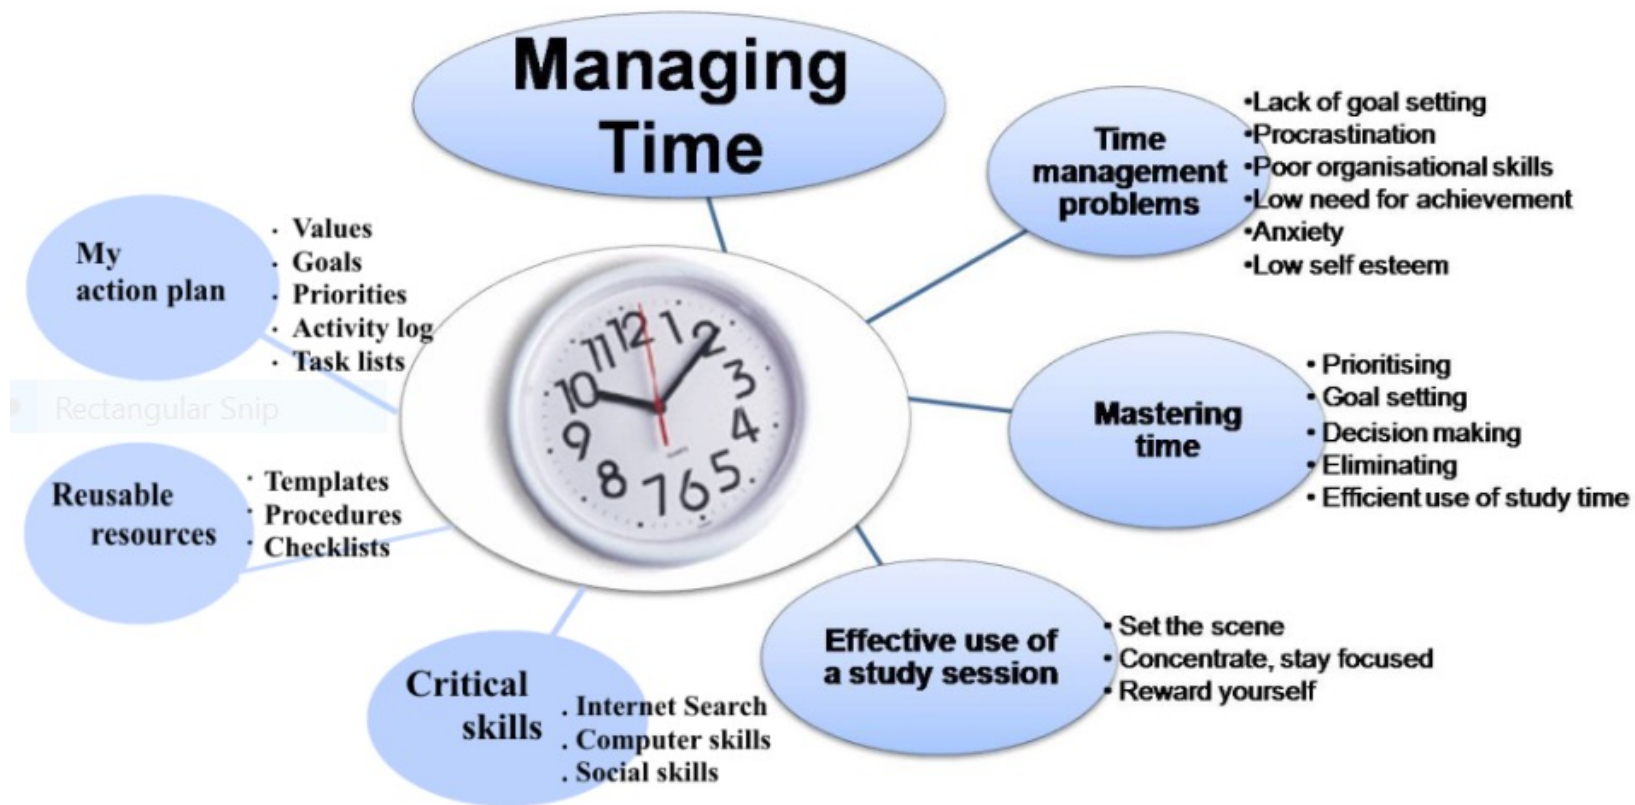 Managing
Time
Time
management
problems
•Lack of goal setting
•Procrastination
•Poor organisational skills
•Low need for achievement
•Anxiety
•Low self esteem
My
action plan
· Values
· Goals
· Priorities
· Activity log
· Task lists
12
1
2
3
4
5
6
7
8
9
10
11
Rectangular Snip
Mastering
time
• Prioritising
• Goal setting
• Decision making
• Eliminating
• Efficient use of study time
Reusable
resources
· Templates
· Procedures
· Checklists
Effective use of
a study session
• Set the scene
• Concentrate, stay focused
• Reward yourself
Critical
skills
. Internet Search
. Computer skills
. Social skills